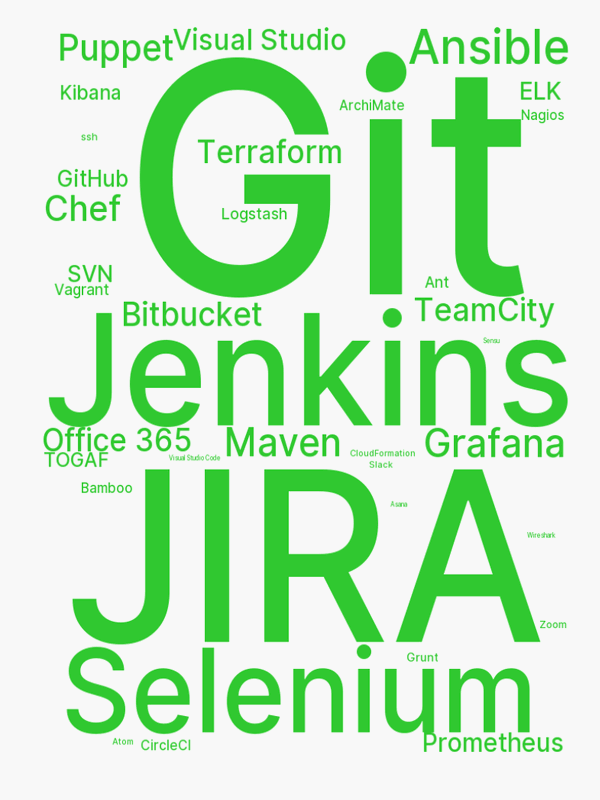 Puppet
Visual Studio
Ansible
Kibana
ArchiMate
ELK
Nagios
ssh
Git
Terraform
GitHub
Chef
Logstash
SVN
Vagrant
Ant
Bitbucket
TeamCity
Jenkins
Sensu
Office 365
Maven
Grafana
TOGAF
Visual Studio Code
CloudFormation
Slack
Bamboo
JIRA
Asana
Wireshark
Zoom
Selenium
Grunt
Atom
CircleCI
Prometheus